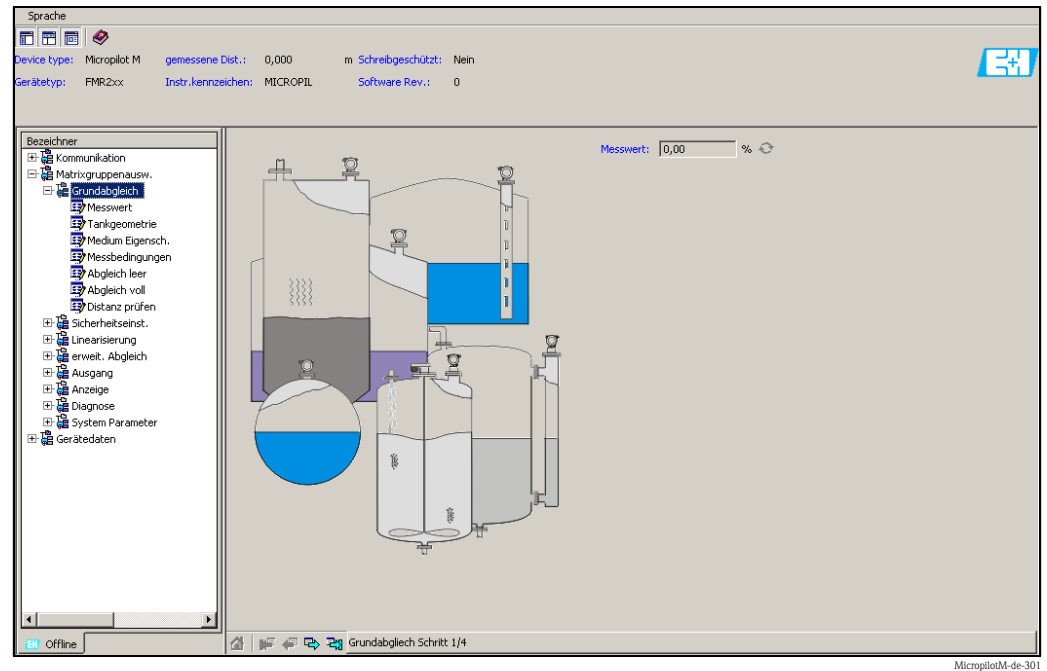 Sprache
Device type: Micropilot M gemessene Dist.: 0,000 m Schreibgeschützt: Nein
Gerätetyp: FMR2xx Instr.kennzeichen: MICROPIL Software Rev.: 0
E+H
Bezeichner
Kommunikation
Matrixgruppenausw.
Grundabgleich
Messwert
Tankgeometrie
Medium Eigensch.
Messbedingungen
Abgleich leer
Abgleich voll
Distanz prüfen
Sicherheitseinst.
Linearisierung
erweit. Abgleich
Ausgang
Anzeige
Diagnose
System Parameter
Gerätedaten
Messwert: 0,00 %
Offline
Grundabgliech Schritt 1/4
MicropilotM-de-301